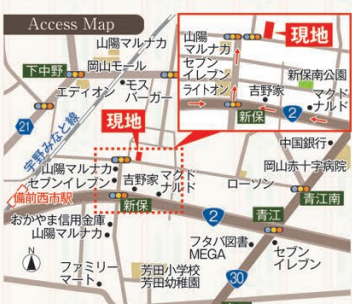 Access Map
山陽マルナカ
岡山モール
下中野
エディオン
モス
バーガー
21
宇野みなと線
現地
山陽マルナカ
セブンイレブン
吉野家
マクド
ナルド
備前西市駅
新保
おかやま信用金庫
山陽マルナカ
N
ファミリー
マート
芳田小学校
芳田幼稚園
山陽
マルナカ
現地
セブン
イレブン
ライトオン
新保南公園
吉野家
マクド
ナルド
新保
2
中国銀行
岡山赤十字病院
ローソン
青江南
2
青江
フタバ図書
MEGA
セブン
イレブン
30